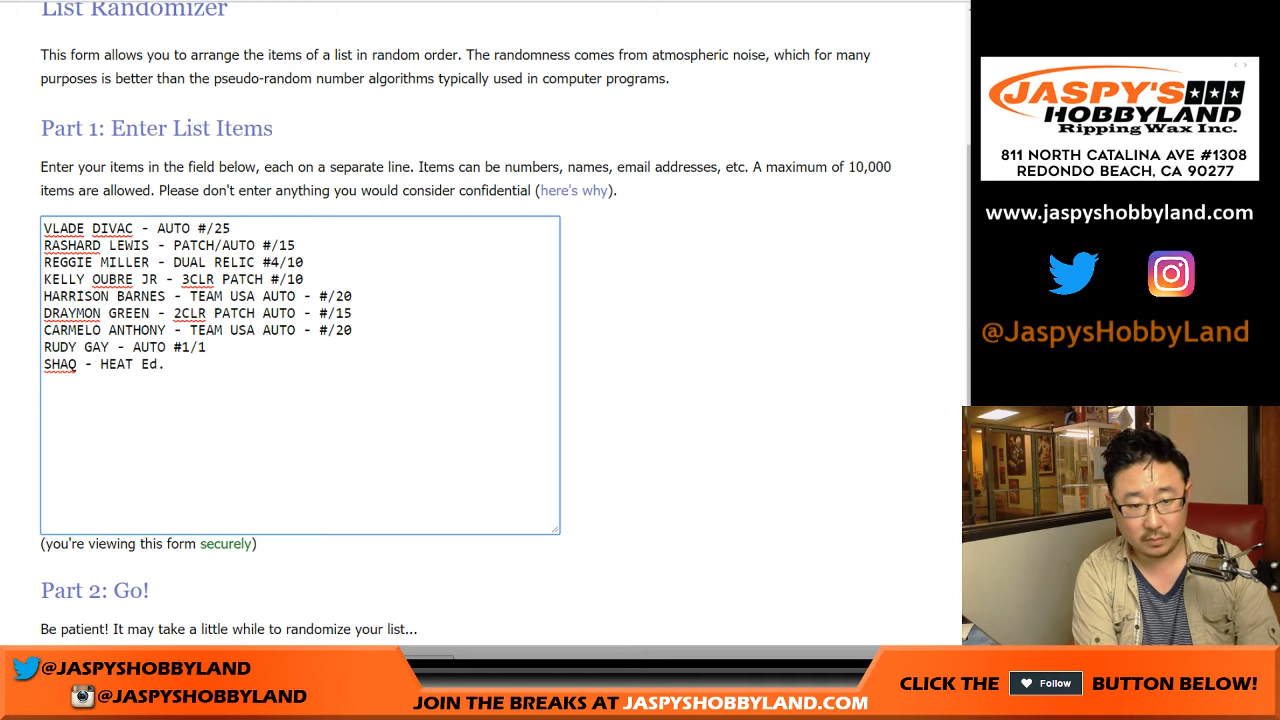 List Randomizer
This form allows you to arrange the items of a list in random order. The randomness comes from atmospheric noise, which for many
purposes is better than the pseudo-random number algorithms typically used in computer programs.
Part 1: Enter List Items
Enter your items in the field below, each on a separate line. Items can be numbers, names, email addresses, etc. A maximum of 10,000
items are allowed. Please don't enter anything you would consider confidential (here's why).
VLADE DIVAC - AUTO #/25
RASHARD LEWIS - PATCH/AUTO #/15
REGGIE MILLER - DUAL RELIC #4/10
KELLY OUBRE JR - 3CLR PATCH #/10
HARRISON BARNES - TEAM USA AUTO - #/20
DRAYMON GREEN - 2CLR PATCH AUTO - #/15
CARMELO ANTHONY - TEAM USA AUTO - #/20
RUDY GAY - AUTO #1/1
SHAQ - HEAT Ed.
(you're viewing this form securely)
Part 2: Go!
Be patient! It may take a little while to randomize your list...
JASPY'S
HOBBYLAND
Ripping Wax Inc.
811 NORTH CATALINA AVE #1308
REDONDO BEACH, CA 90277
www.jaspyshobbyland.com
@JaspysHobbyLand
@JASPYSHOBBYLAND
@JASPYSHOBBYLAND
JOIN THE BREAKS AT JASPYSHOBBYLAND.COM
CLICK THE Follow BUTTON BELOW!